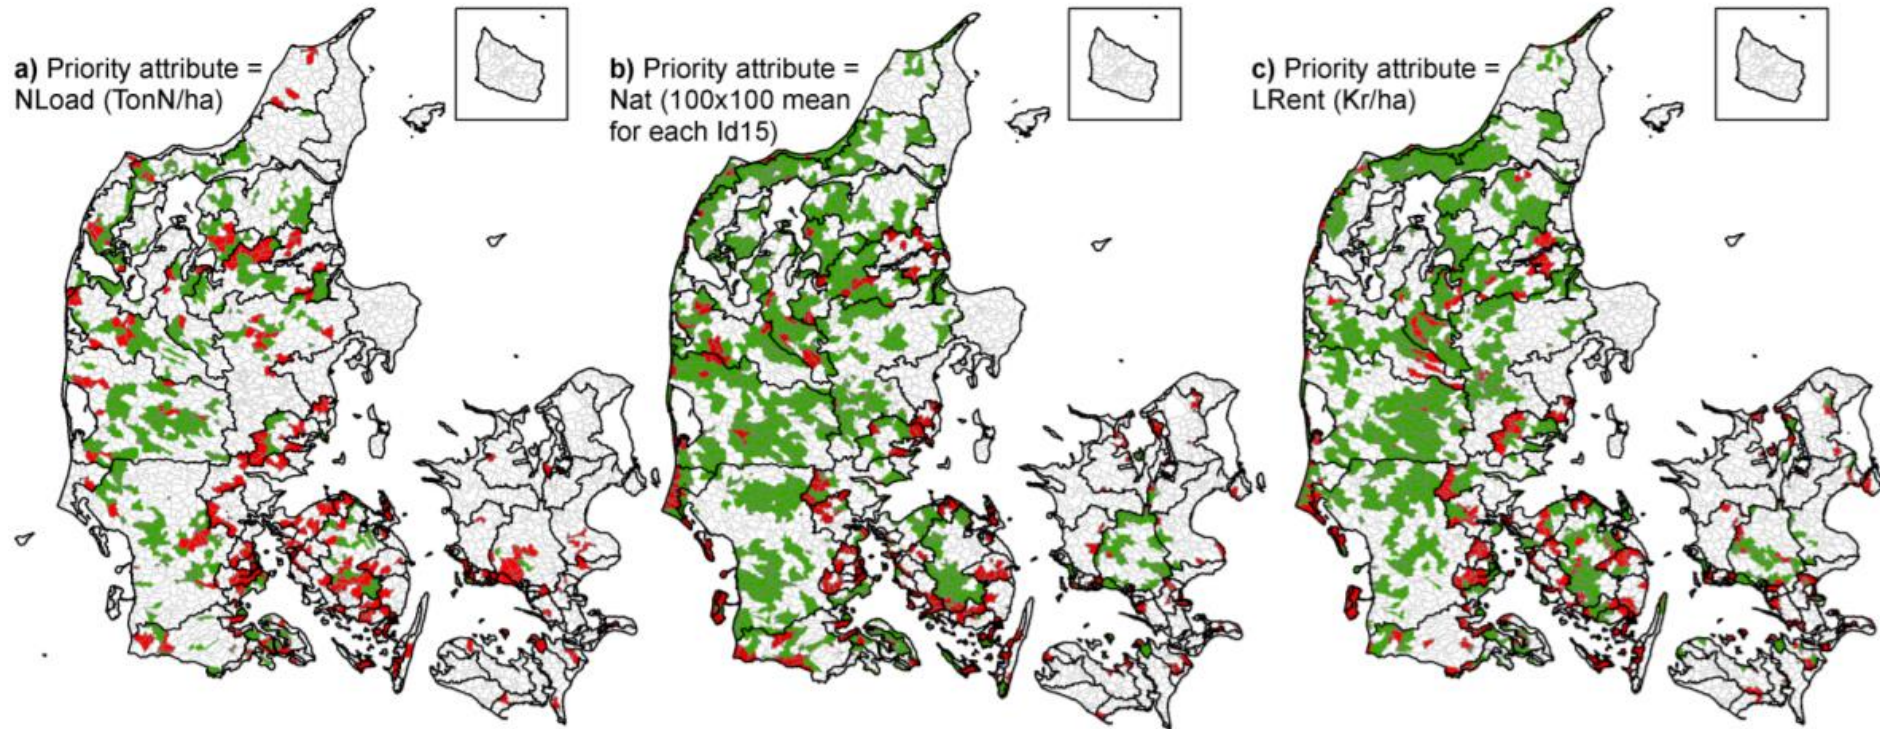 a) Priority attribute =
NLoad (TonN/ha)
b) Priority attribute =
Nat (100x100 mean
for each Id15)
c) Priority attribute =
LRent (Kr/ha)